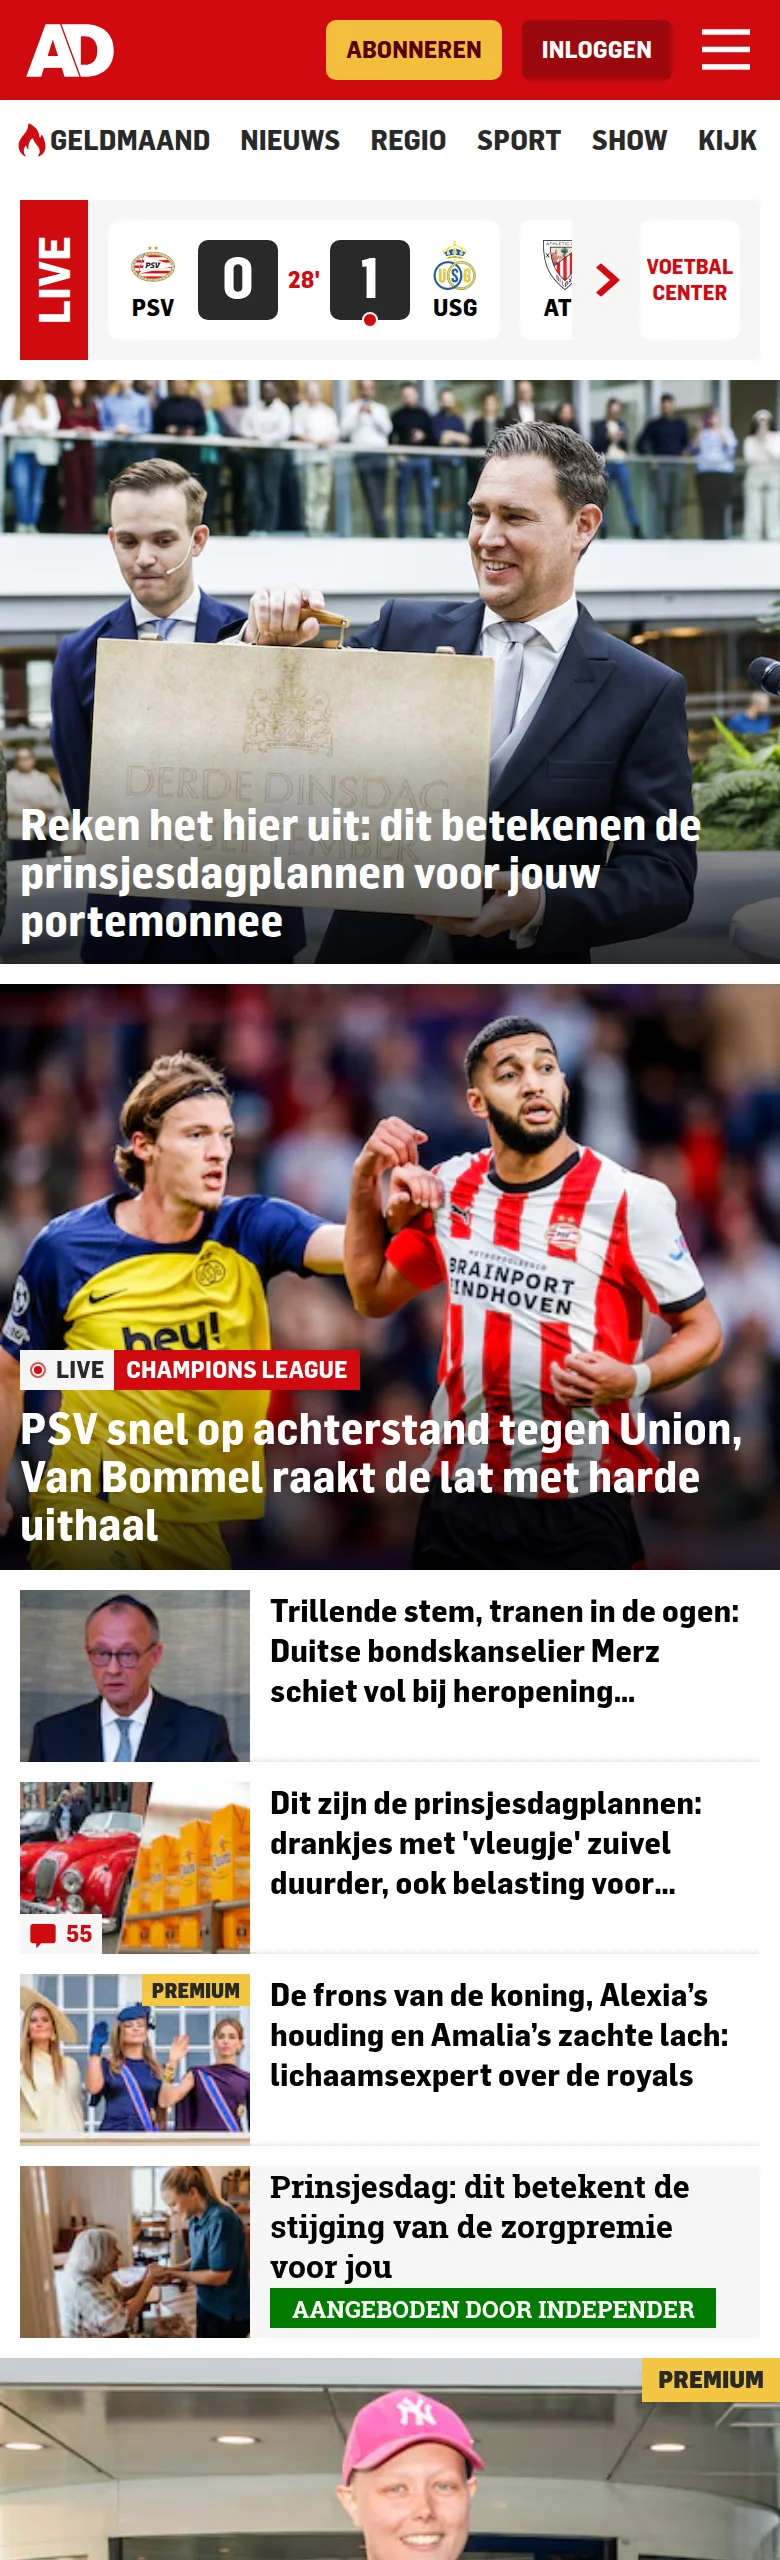 AD
ABONNEREN
INLOGGEN
GELDMAAND NIEUWS REGIO SPORT SHOW KIJK
LIVE
PSV
0
28'
1
USG
AT
VOETBAL
CENTER
DERDE DINSDAG
SEPTEMBER
Reken het hier uit: dit betekenen de
prinsjesdagplannen voor jouw
portemonnee
METROPOOLREGIO
BRAINPORT
EINDHOVEN
hey!
LIVE CHAMPIONS LEAGUE
PSV snel op achterstand tegen Union,
Van Bommel raakt de lat met harde
uithaal
Trillende stem, tranen in de ogen:
Duitse bondskanselier Merz
schiet vol bij heropening...
Dit zijn de prinsjesdagplannen:
drankjes met 'vleugje' zuivel
duurder, ook belasting voor...
55
PREMIUM
De frons van de koning, Alexia’s
houding en Amalia’s zachte lach:
lichaamsexpert over de royals
Prinsjesdag: dit betekent de
stijging van de zorgpremie
voor jou
AANGEBODEN DOOR INDEPENDER
PREMIUM
NY